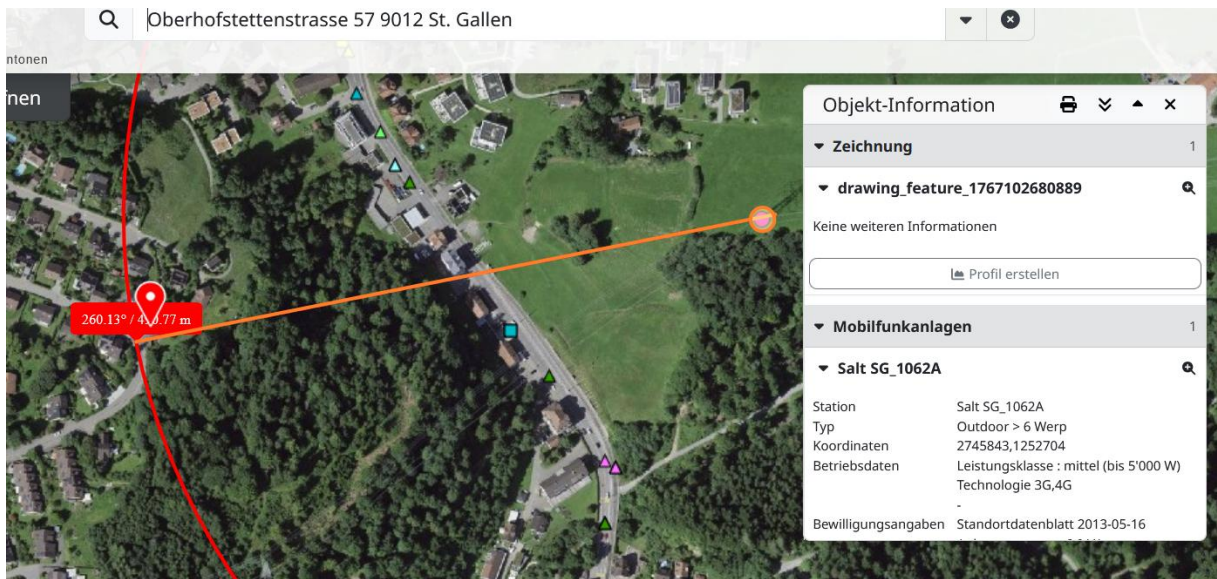 Oberhofstettenstrasse 57 9012 St. Gallen
ntonen
nen
Objekt-Information
Zeichnung 1
drawing_feature_1767102680889
Keine weiteren Informationen
Profil erstellen
Mobilfunkanlagen 1
Salt SG_1062A
Station Salt SG_1062A
Typ Outdoor > 6 Werp
Koordinaten 2745843,1252704
Betriebsdaten Leistungsklasse : mittel (bis 5'000 W)
Technologie 3G,4G
-
Bewilligungsangaben Standortdatenblatt 2013-05-16
260.13° / m